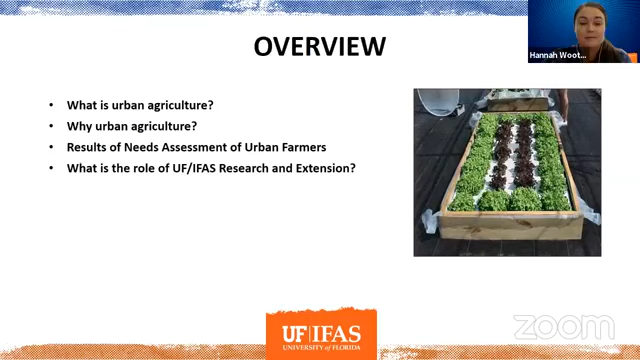 OVERVIEW
Hannah Woot...
• What is urban agriculture?
• Why urban agriculture?
• Results of Needs Assessment of Urban Farmers
• What is the role of UF/IFAS Research and Extension?
UF|IFAS
UNIVERSITY of FLORIDA
zoom